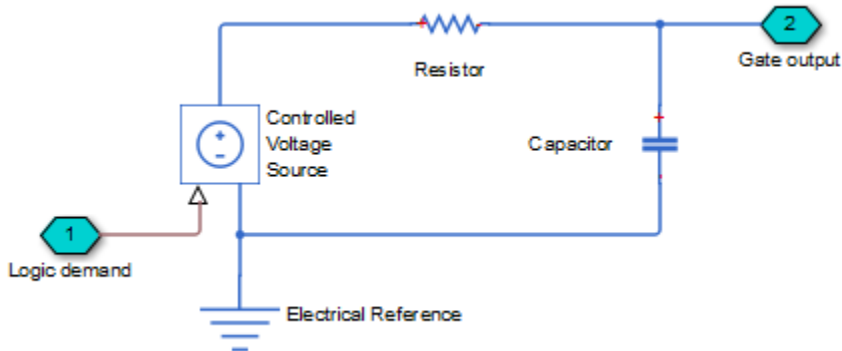 2
Gate output
Resistor
Controlled
Voltage
Source
Capacitor
1
Logic demand
Electrical Reference